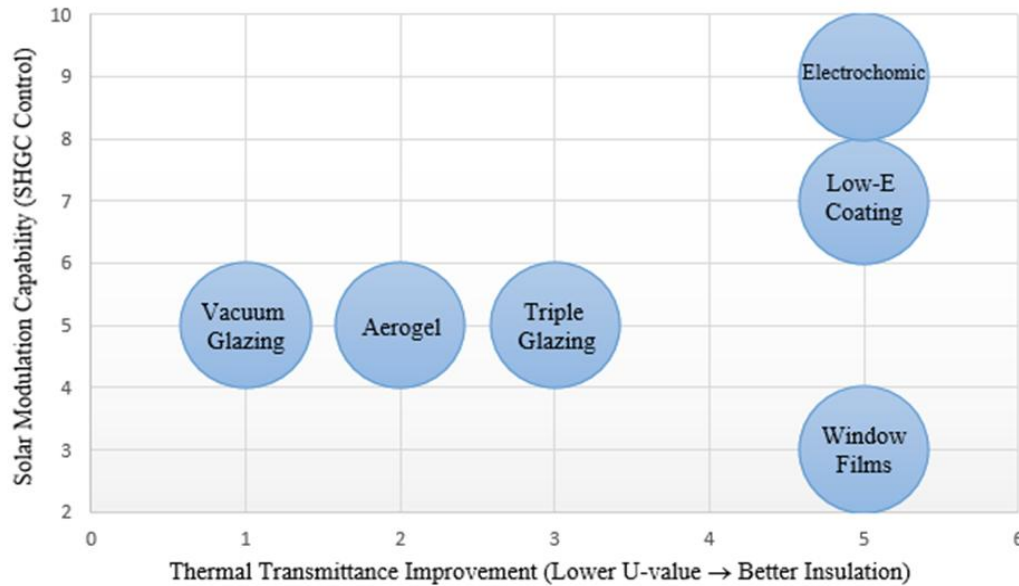 Solar Modulation Capability (SHGC Control)
10
9
8
7
6
5
4
3
2
Electrochomic
Low-E
Coating
Vacuum
Glazing
Aerogel
Triple
Glazing
Window
Films
0
1
2
3
4
5
6
Thermal Transmittance Improvement (Lower U-value → Better Insulation)